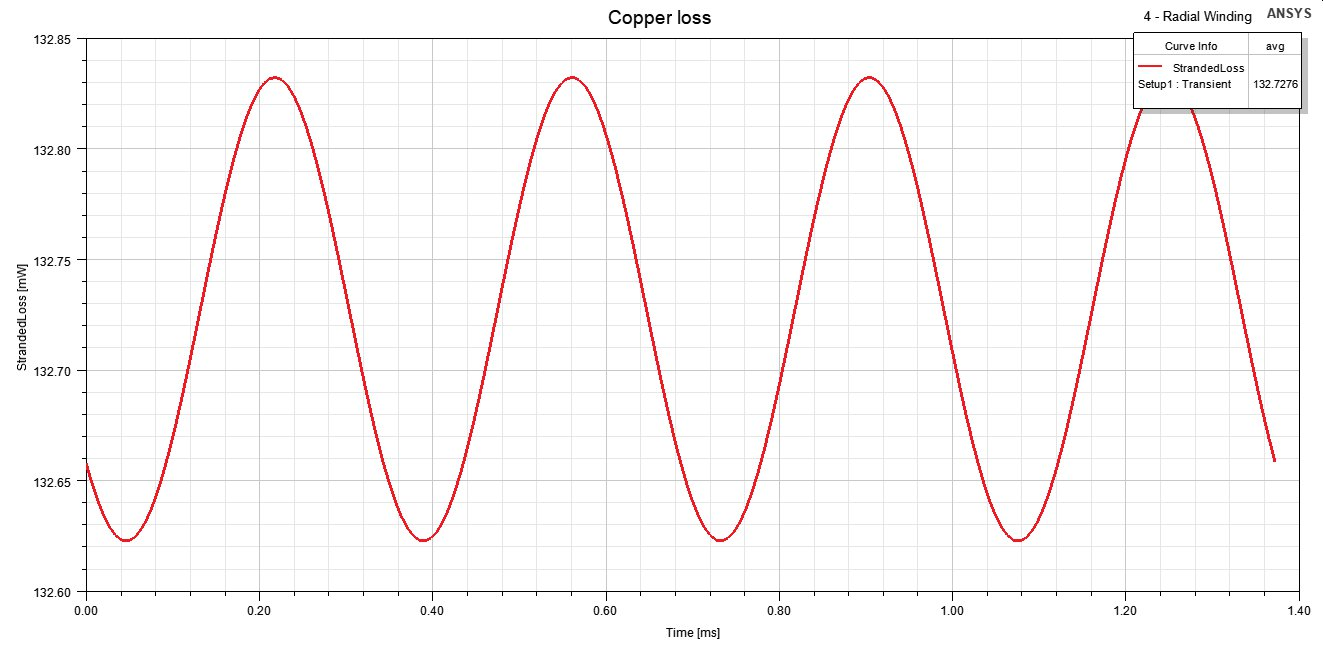 Copper loss
4 - Radial Winding
ANSYS
Curve Info avg
StrandedLoss
Setup1 : Transient 132.7276
132.85
132.80
132.75
132.70
132.65
132.60
StrandedLoss [mW]
0.00 0.20 0.40 0.60 0.80 1.00 1.20 1.40
Time [ms]